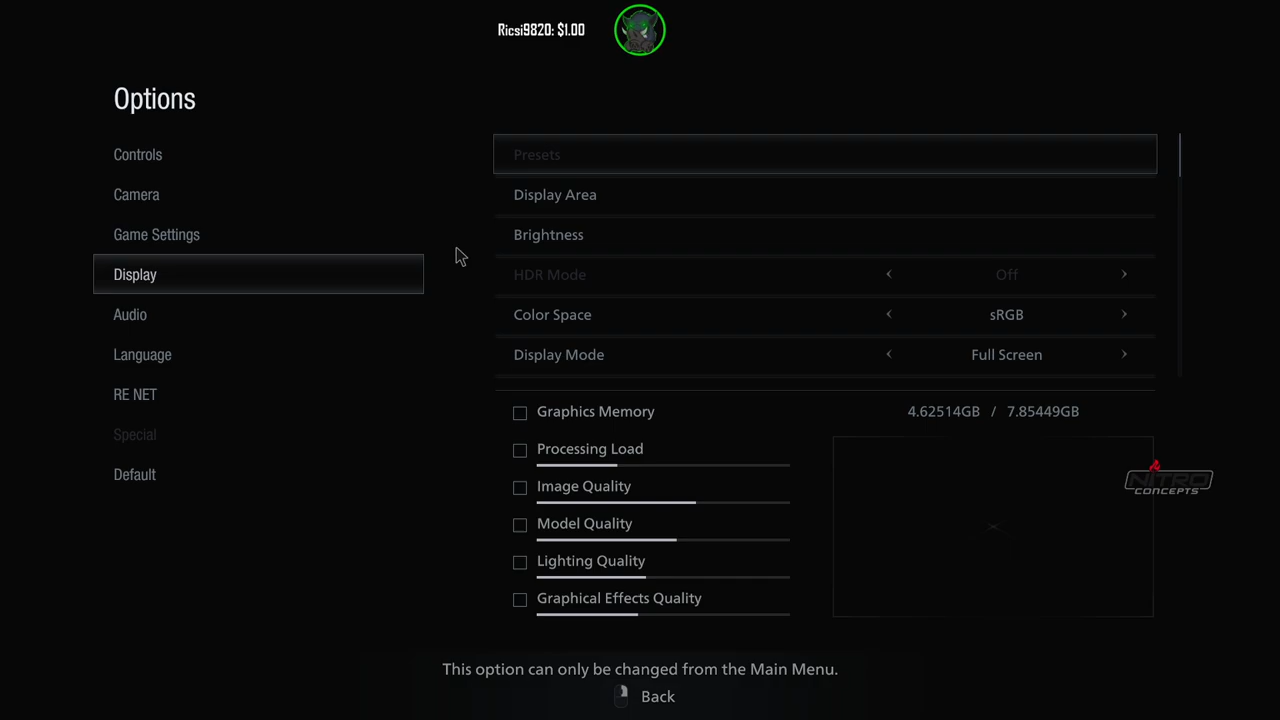 Ricsi9820: $1.00
Options
Controls
Camera
Game Settings
Display
Audio
Language
RE NET
Special
Default
Presets
Display Area
Brightness
HDR Mode Off
Color Space sRGB
Display Mode Full Screen
Graphics Memory 4.62514GB / 7.85449GB
Processing Load
Image Quality
Model Quality
Lighting Quality
Graphical Effects Quality
NITRO
CONCEPTS
This option can only be changed from the Main Menu.
Back